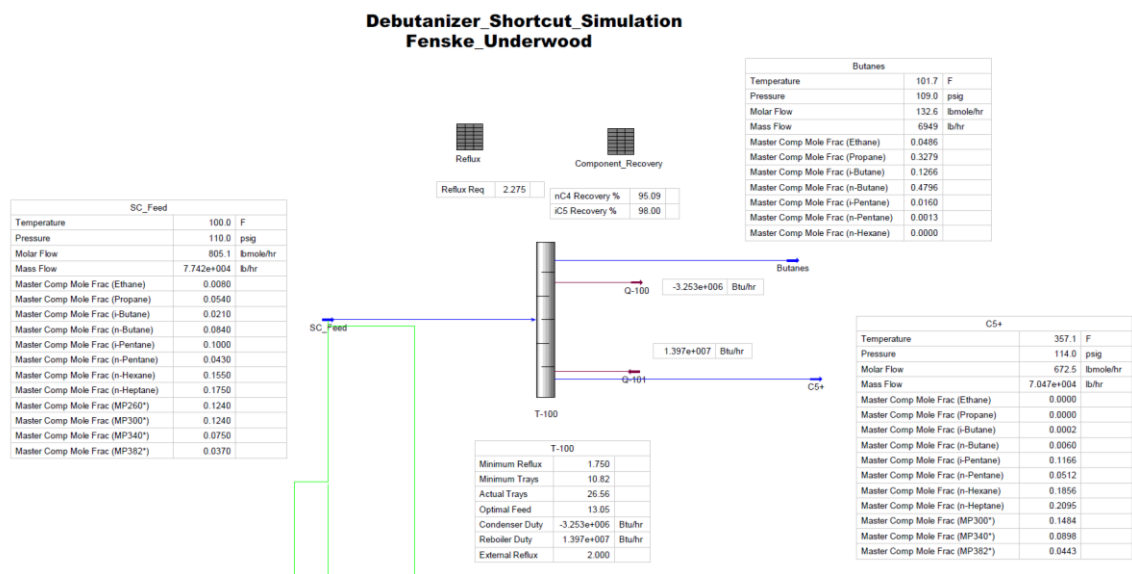 Debutanizer_Shortcut_Simulation
Fenske_Underwood
Butanes
Temperature 101.7 F
Pressure 109.0 psig
Molar Flow 132.6 lbmole/hr
Mass Flow 6949 lb/hr
Master Comp Mole Frac (Ethane) 0.0486
Master Comp Mole Frac (Propane) 0.3279
Master Comp Mole Frac (i-Butane) 0.1266
Master Comp Mole Frac (n-Butane) 0.4796
Master Comp Mole Frac (i-Pentane) 0.0160
Master Comp Mole Frac (n-Pentane) 0.0013
Master Comp Mole Frac (n-Hexane) 0.0000
Reflux
Component_Recovery
Reflux Req 2.275
nC4 Recovery % 95.09
iC5 Recovery % 98.00
SC_Feed
Temperature 100.0 F
Pressure 110.0 psig
Molar Flow 805.1 lbmole/hr
Mass Flow 7.742e+004 lb/hr
Master Comp Mole Frac (Ethane) 0.0080
Master Comp Mole Frac (Propane) 0.0540
Master Comp Mole Frac (i-Butane) 0.0210
Master Comp Mole Frac (n-Butane) 0.0840
Master Comp Mole Frac (i-Pentane) 0.1000
Master Comp Mole Frac (n-Pentane) 0.0430
Master Comp Mole Frac (n-Hexane) 0.1550
Master Comp Mole Frac (n-Heptane) 0.1750
Master Comp Mole Frac (MP260*) 0.1240
Master Comp Mole Frac (MP300*) 0.1240
Master Comp Mole Frac (MP340*) 0.0750
Master Comp Mole Frac (MP382*) 0.0370
SC_Feed
Butanes
Q-100
-3.253e+006 Btu/hr
1.397e+007 Btu/hr
Q-101
C5+
T-100
C5+
Temperature 357.1 F
Pressure 114.0 psig
Molar Flow 672.5 lbmole/hr
Mass Flow 7.047e+004 lb/hr
Master Comp Mole Frac (Ethane) 0.0000
Master Comp Mole Frac (Propane) 0.0000
Master Comp Mole Frac (i-Butane) 0.0002
Master Comp Mole Frac (n-Butane) 0.0060
Master Comp Mole Frac (i-Pentane) 0.1166
Master Comp Mole Frac (n-Pentane) 0.0512
Master Comp Mole Frac (n-Hexane) 0.1856
Master Comp Mole Frac (n-Heptane) 0.2095
Master Comp Mole Frac (MP300*) 0.1484
Master Comp Mole Frac (MP340*) 0.0898
Master Comp Mole Frac (MP382*) 0.0443
T-100
Minimum Reflux 1.750
Minimum Trays 10.82
Actual Trays 26.56
Optimal Feed 13.05
Condenser Duty -3.253e+006 Btu/hr
Reboiler Duty 1.397e+007 Btu/hr
External Reflux 2.000